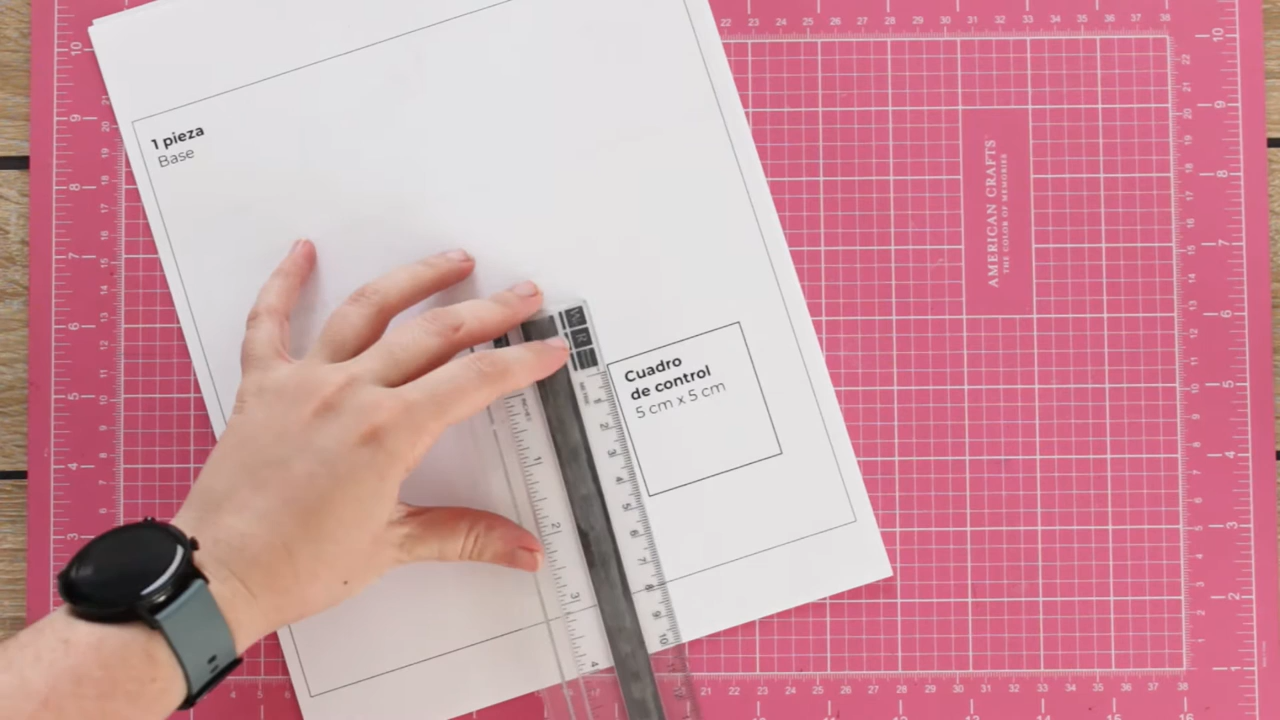 1 pieza
Base
Cuadro
de control
5 cm x 5 cm
AMERICAN CRAFTS
THE COLOR OF MEMORIES